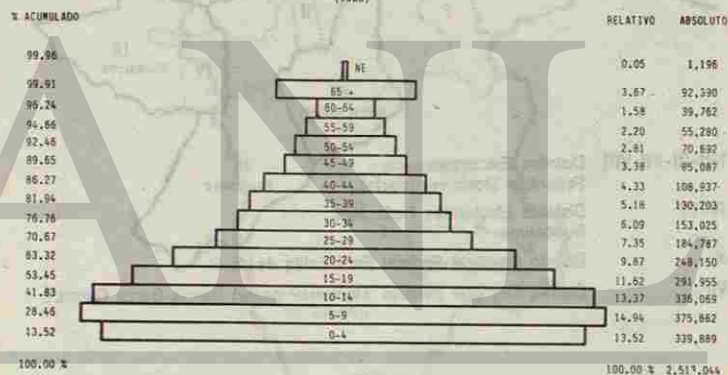 % ACUMULADO RELATIVO ABSOLUTO
99.96 NE 0.05 1,196
99.91 65 + 3.67 92,390
96.24 60-64 1.58 39,762
94.66 55-59 2.20 55,280
92.46 50-54 2.81 70,692
89.65 45-49 3.38 85,087
86.27 40-44 4.33 108,937
81.94 35-39 5.18 130,203
76.76 30-34 6.09 153,025
70.67 25-29 7.35 184,787
63.32 20-24 9.87 248,150
53.45 15-19 11.62 291,955
41.83 10-14 13.37 336,069
28.46 5-9 14.94 375,662
13.52 0-4 13.52 339,889
100.00 % 100.00 % 2,513,044
ANL